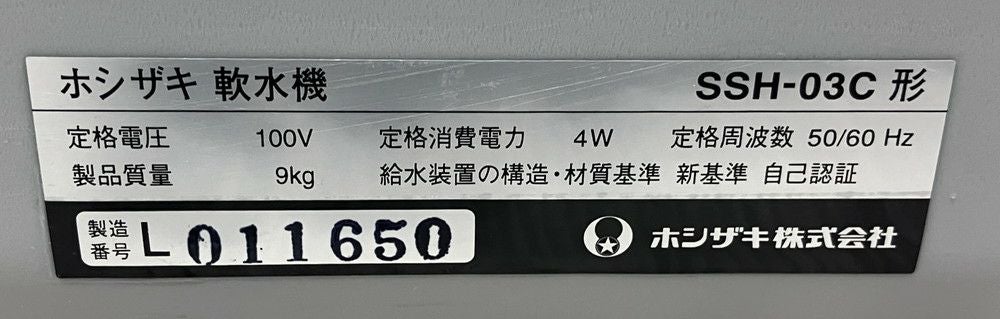 ホシザキ 軟水機 SSH-03C 形
定格電圧 100V 定格消費電力 4W 定格周波数 50/60 Hz
製品質量 9kg 給水装置の構造・材質基準 新基準 自己認証
製造番号 L 011650 ホシザキ株式会社